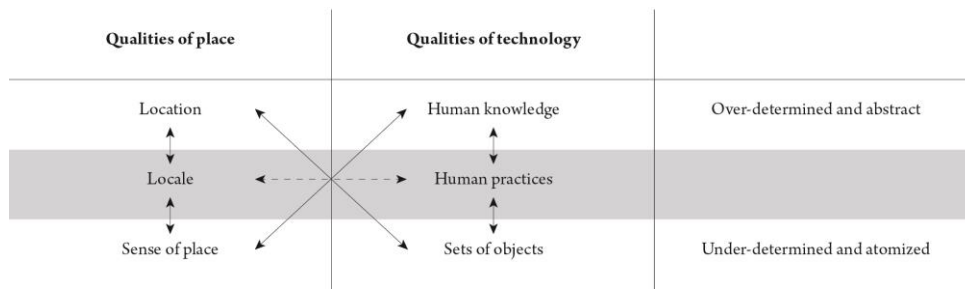 Qualities of place Qualities of technology
Location Human knowledge Over-determined and abstract
Locale Human practices
Sense of place Sets of objects Under-determined and atomized